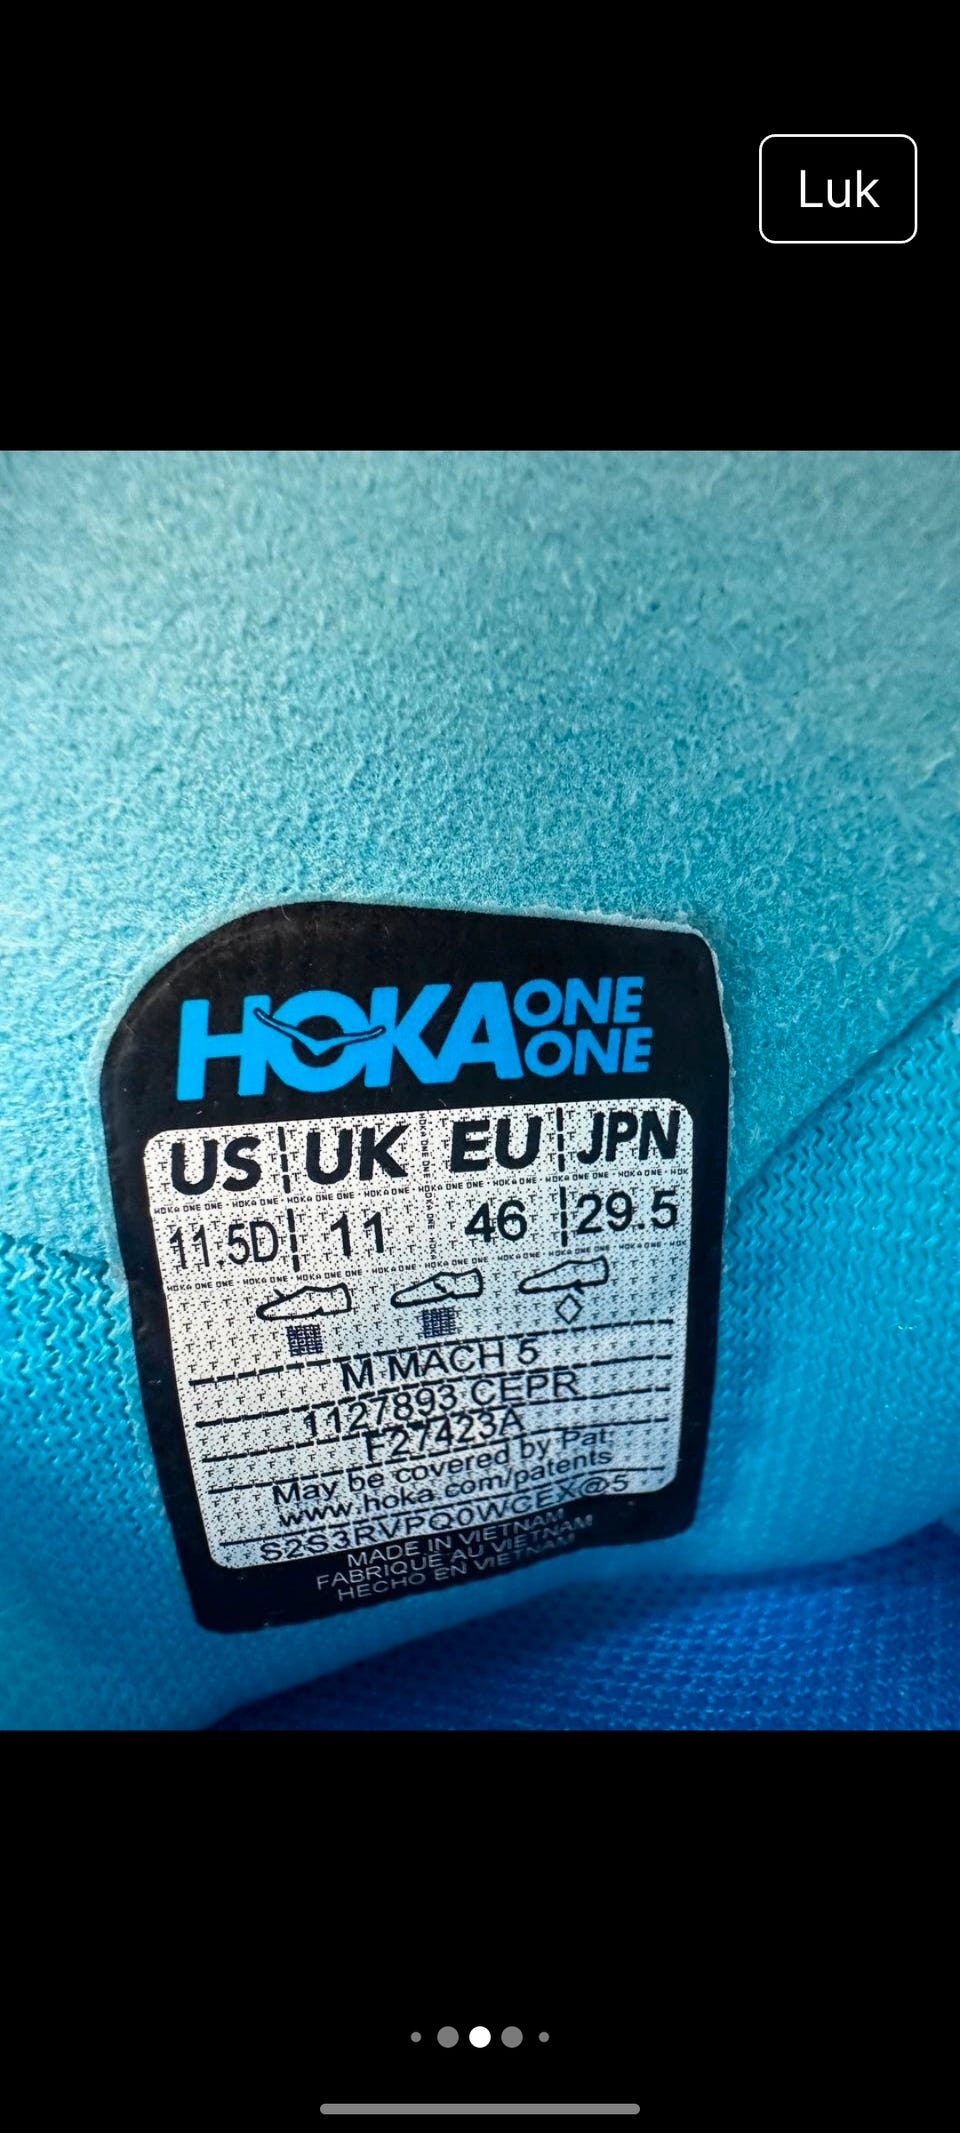 Luk
HOKA ONE ONE
US UK EU JPN
11.5D 11 46 29.5
M MACH 5
1127893 CEPR
F27423A
May be covered by Pat:
www.hoka.com/patents
S2S3RVPQ0WCEX@5
MADE IN VIETNAM
FABRIQUE AU VIETNAM
HECHO EN VIETNAM